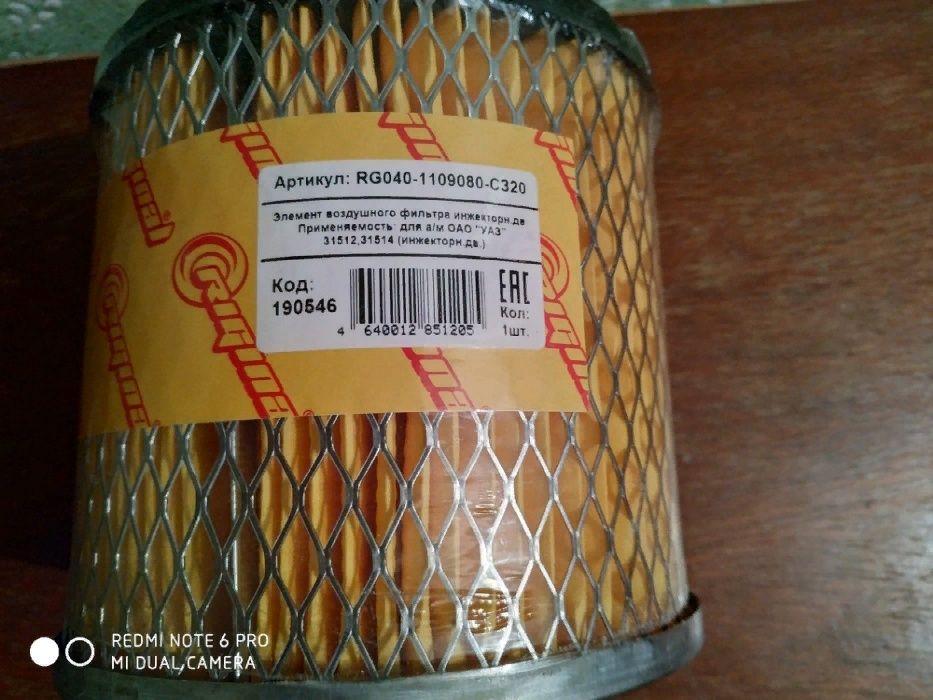 Артикул: RG040-1109080-C320
Элемент воздушного фильтра инжекторн.дв
Применяемость: для а/м ОАО "УАЗ"
31512,31514 (инжекторн.дв.)
Код:
190546
EAC
Кол:
1шт.
4 640012 851205
REDMI NOTE 6 PRO
MI DUAL CAMERA